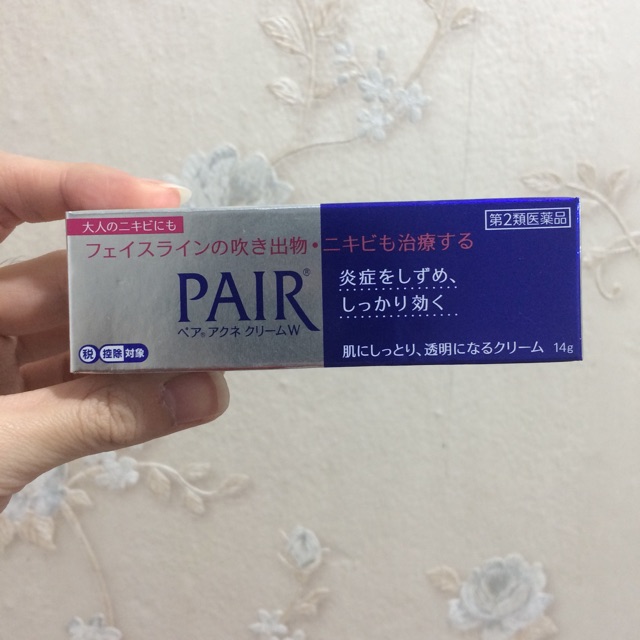 大人のニキビにも
第2類医薬品
フェイスラインの吹き出物・ニキビも治療する
PAIR®
ペア®アクネ クリームW
炎症をしずめ、
しっかり効く
税 控除 対象
肌にしっとり、透明になるクリーム 14g